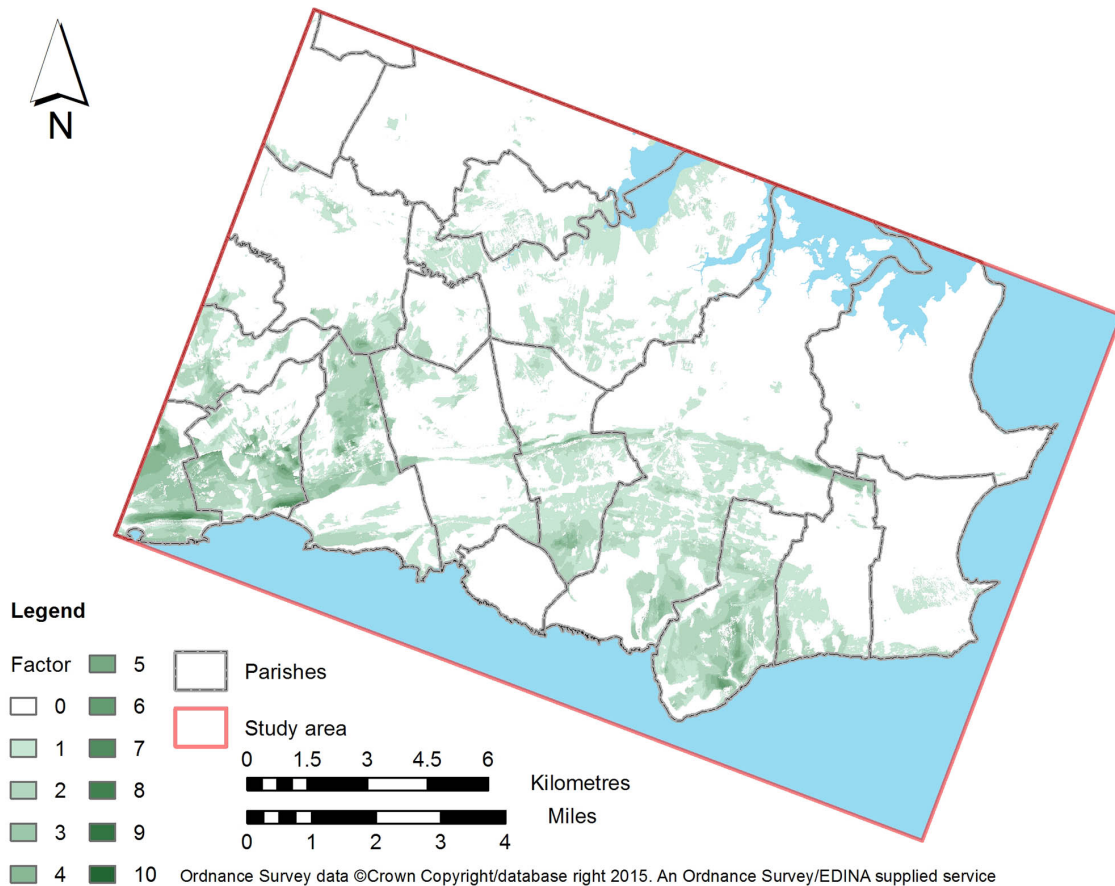 N
Legend
Factor
0
1
2
3
4
5
6
7
8
9
10
Parishes
Study area
0 1.5 3 4.5 6
Kilometres
Miles
0 1 2 3 4
Ordnance Survey data ©Crown Copyright/database right 2015. An Ordnance Survey/EDINA supplied service